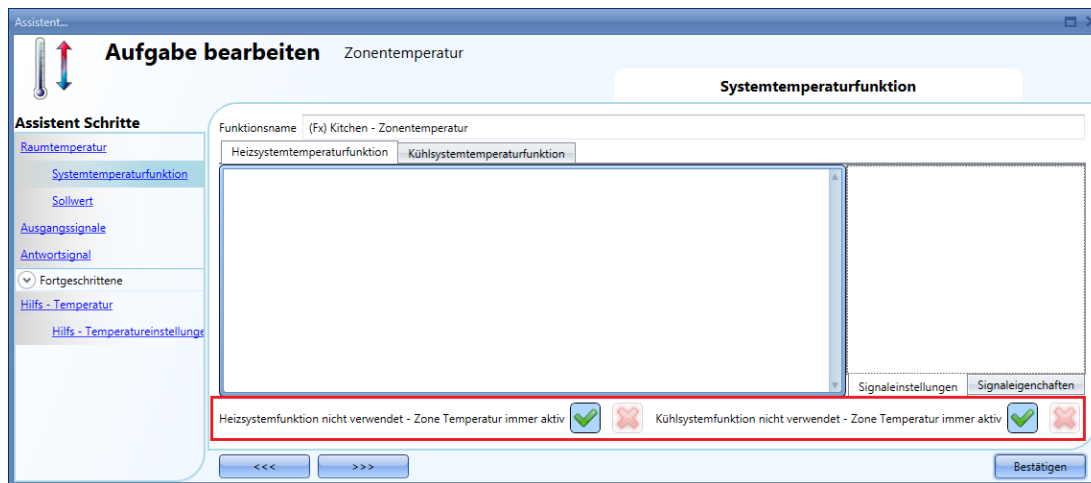 Assistent...
Aufgabe bearbeiten Zonentemperatur
Systemtemperaturfunktion
Assistent Schritte
Raumtemperatur
Systemtemperaturfunktion
Sollwert
Ausgangssignale
Antwortsignal
Fortgeschrittene
Hilfs - Temperatur
Hilfs - Temperatureinstellunge
Funktionsname (Fx) Kitchen - Zonentemperatur
Heizsystemtemperaturfunktion Kühlsystemtemperaturfunktion
Signaleinstellungen Signaleigenschaften
Heizsystemfunktion nicht verwendet - Zone Temperatur immer aktiv Kühlsystemfunktion nicht verwendet - Zone Temperatur immer aktiv
<<< >>> Bestätigen